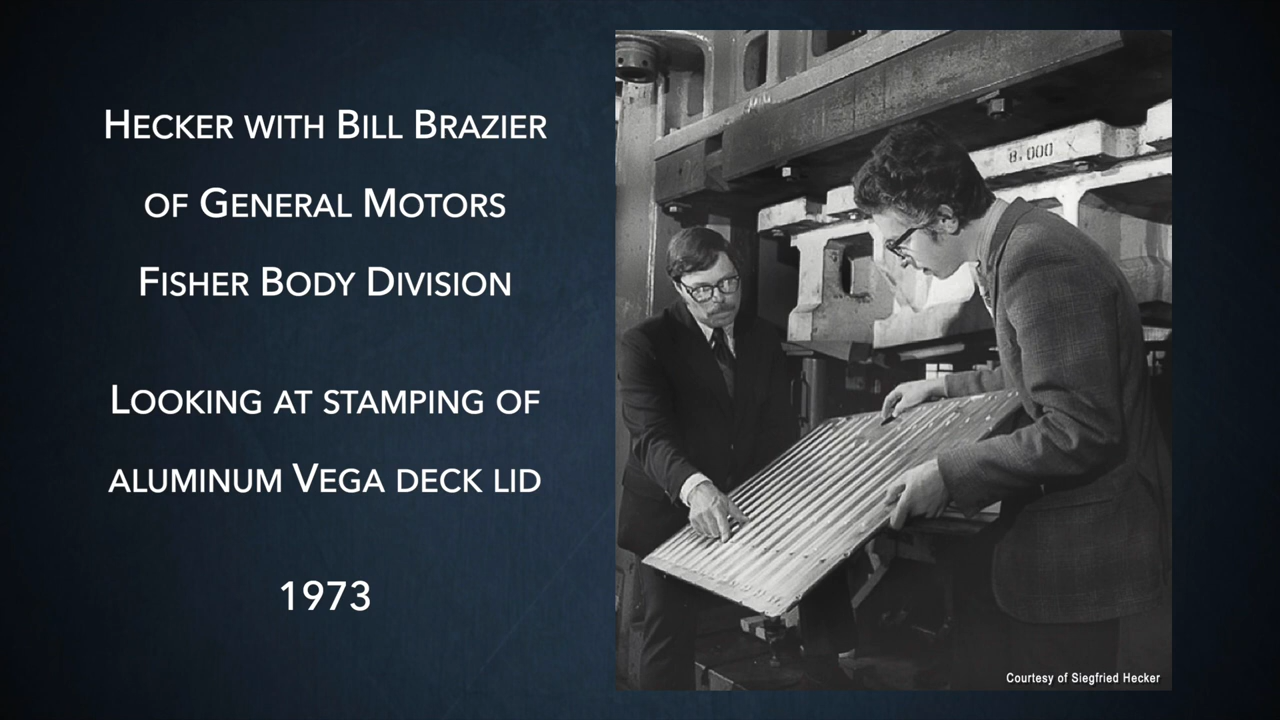 Hecker with Bill Brazier
of General Motors
Fisher Body Division
Looking at stamping of
aluminum Vega deck lid
1973
8.000
Courtesy of Siegfried Hecker